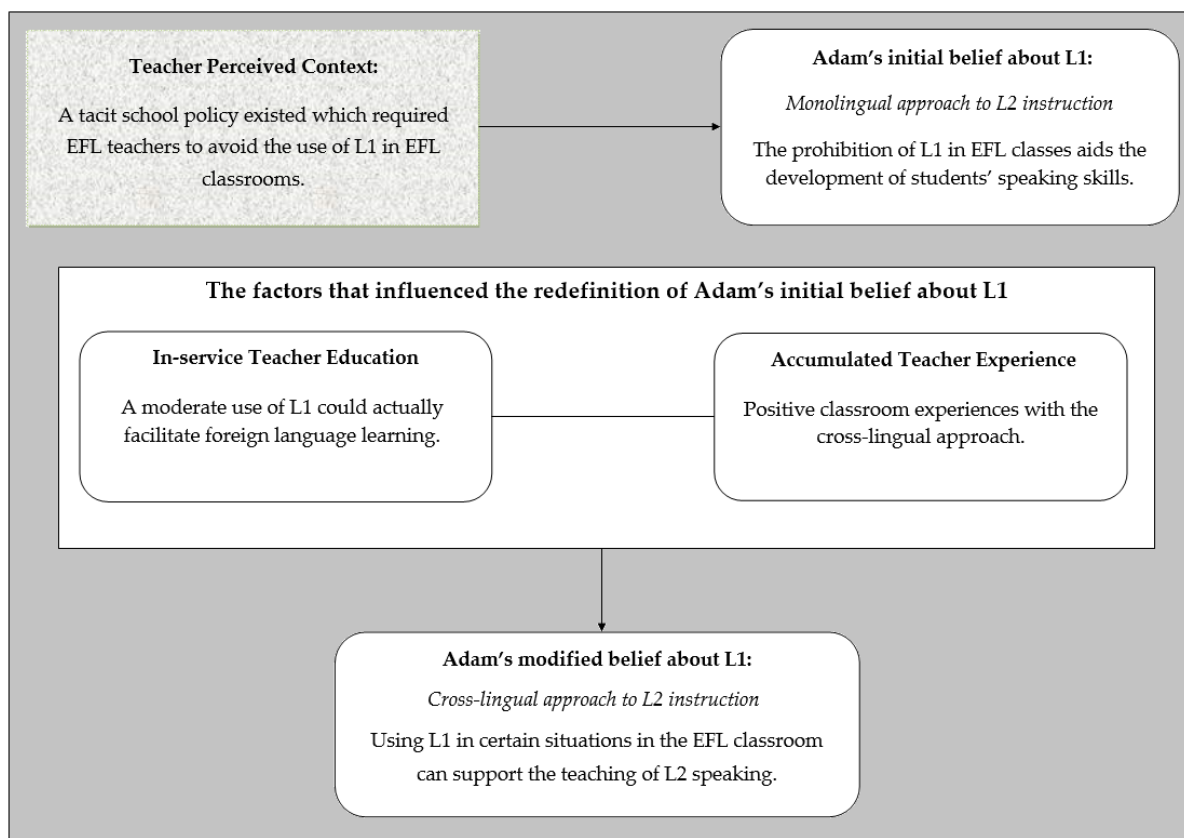 Teacher Perceived Context:
A tacit school policy existed which required
EFL teachers to avoid the use of L1 in EFL
classrooms.
Adam’s initial belief about L1:
Monolingual approach to L2 instruction
The prohibition of L1 in EFL classes aids the
development of students’ speaking skills.
The factors that influenced the redefinition of Adam’s initial belief about L1
In-service Teacher Education
A moderate use of L1 could actually
facilitate foreign language learning.
Accumulated Teacher Experience
Positive classroom experiences with the
cross-lingual approach.
Adam’s modified belief about L1:
Cross-lingual approach to L2 instruction
Using L1 in certain situations in the EFL classroom
can support the teaching of L2 speaking.